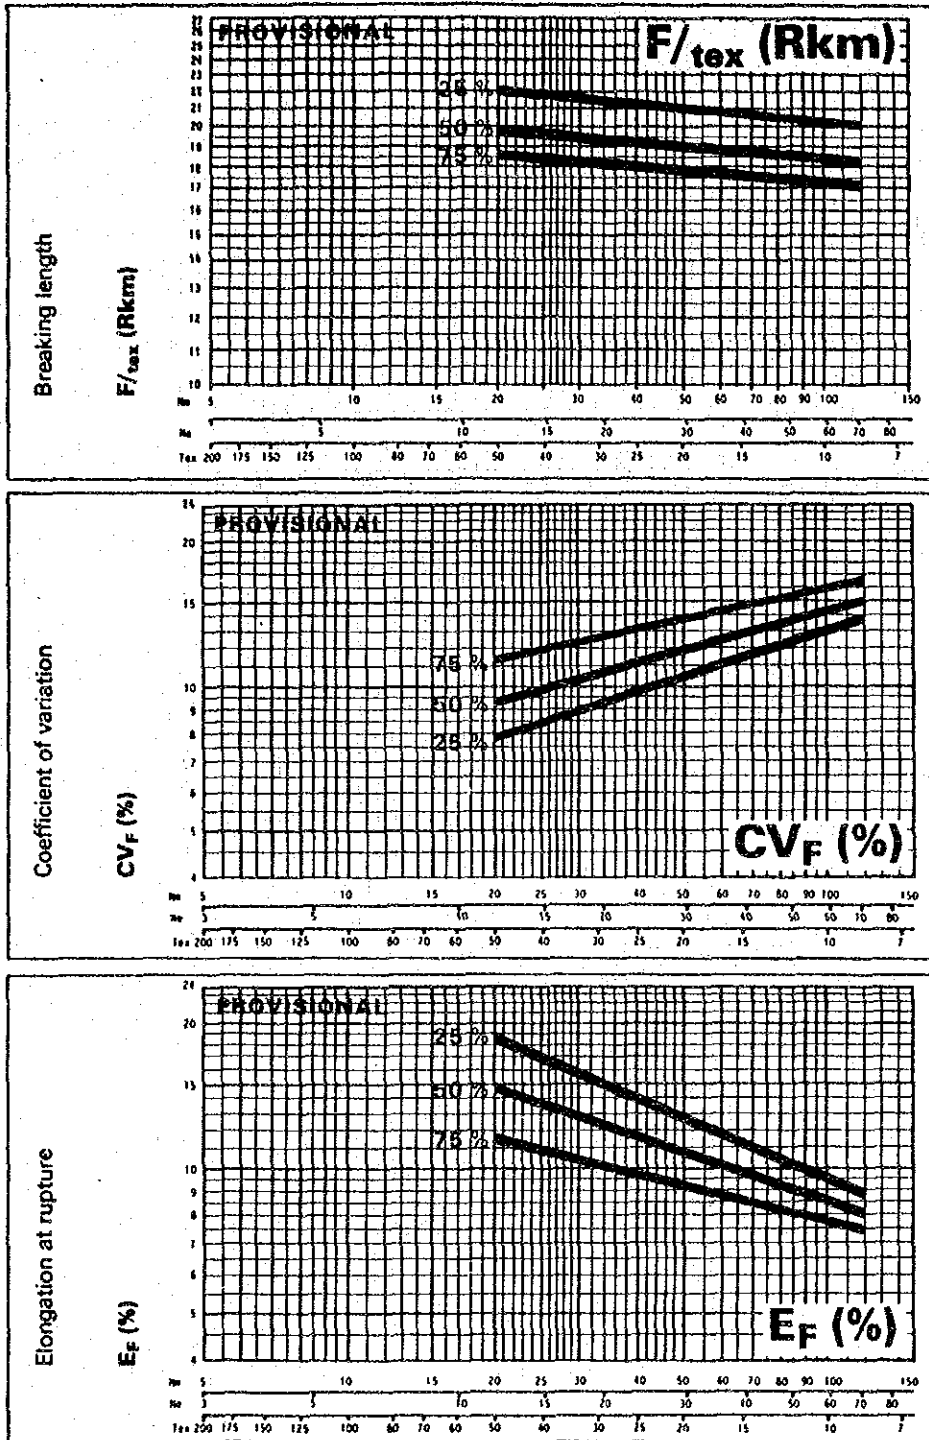 PROVISIONAL
F/tex (Rkm)
27
26
25
24
23
22
21
20
19
18
17
16
15
14
13
12
11
10
25 %
50 %
75 %
Breaking length
F/tex (Rkm)
Nm 5 10 15 20 25 30 40 50 60 70 80 90 100 150
Ne 5 10 15 20 30 40 50 60 70 80
Tex 200 175 150 125 100 80 70 60 50 40 30 25 20 15 10 7
PROVISIONAL
24
20
15
10
9
8
7
6
5
4
75 %
50 %
25 %
Coefficient of variation
CVF (%)
CVF (%)
Nm 5 10 15 20 25 30 40 50 60 70 80 90 100 150
Ne 3 5 10 15 20 30 40 50 60 70 80
Tex 200 175 150 125 100 80 70 60 50 40 30 25 20 15 10 7
PROVISIONAL
24
20
15
10
9
8
7
6
5
4
25 %
50 %
75 %
Elongation at rupture
EF (%)
EF (%)
Nm 5 10 15 20 25 30 40 50 60 70 80 90 100 150
Ne 3 5 10 15 20 30 40 50 60 70 80
Tex 200 175 150 125 100 80 70 60 50 40 30 25 20 15 10 7